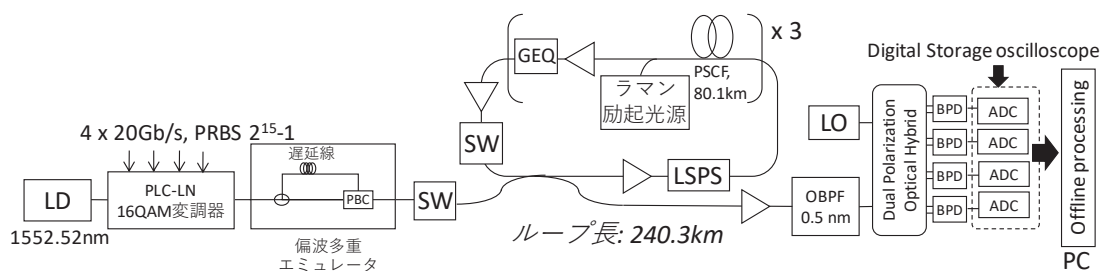 4 x 20Gb/s, PRBS 2^15-1
LD
1552.52nm
PLC-LN
16QAM変調器
遅延線
PBC
偏波多重
エミュレータ
SW
SW
GEQ
ラマン
励起光源
PSCF,
80.1km
x 3
LSPS
ループ長: 240.3km
OBPF
0.5 nm
LO
Dual Polarization
Optical Hybrid
BPD
BPD
BPD
BPD
Digital Storage oscilloscope
ADC
ADC
ADC
ADC
Offline processing
PC